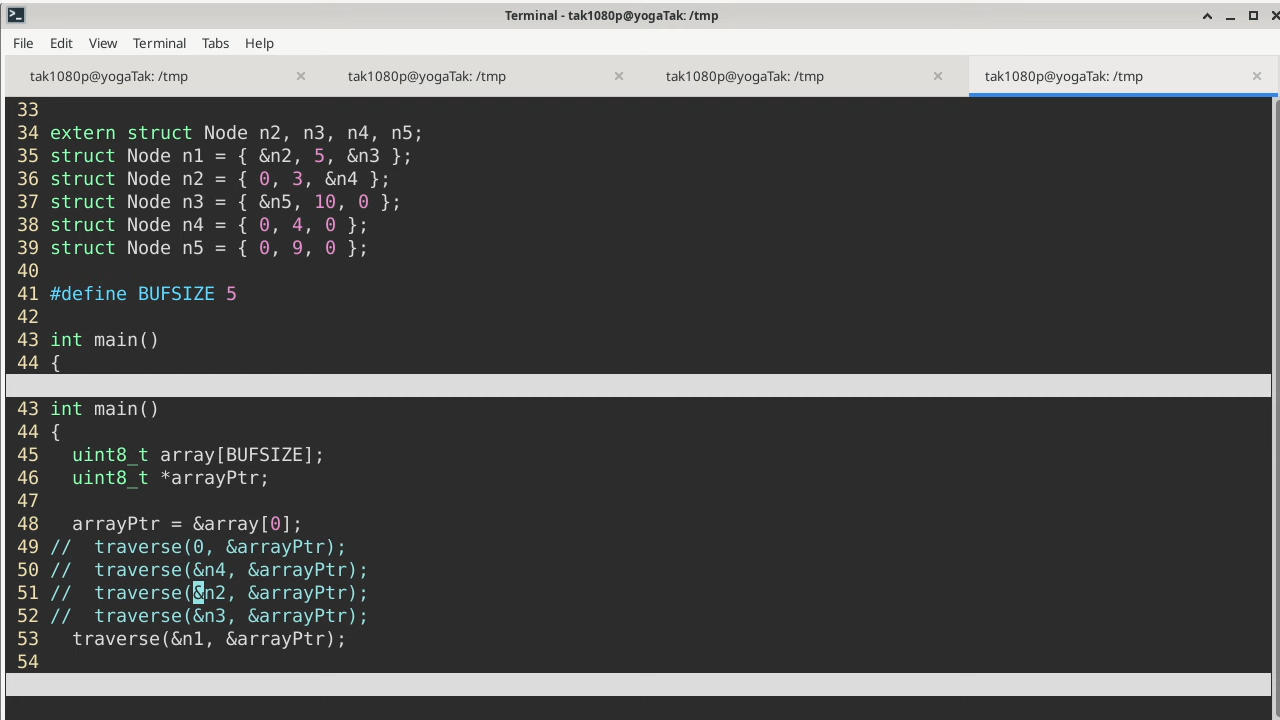 Terminal - tak1080p@yogaTak: /tmp
File Edit View Terminal Tabs Help
tak1080p@yogaTak: /tmp tak1080p@yogaTak: /tmp tak1080p@yogaTak: /tmp tak1080p@yogaTak: /tmp
33
34 extern struct Node n2, n3, n4, n5;
35 struct Node n1 = { &n2, 5, &n3 };
36 struct Node n2 = { 0, 3, &n4 };
37 struct Node n3 = { &n5, 10, 0 };
38 struct Node n4 = { 0, 4, 0 };
39 struct Node n5 = { 0, 9, 0 };
40
41 #define BUFSIZE 5
42
43 int main()
44 {
43 int main()
44 {
45   uint8_t array[BUFSIZE];
46   uint8_t *arrayPtr;
47
48   arrayPtr = &array[0];
49 //  traverse(0, &arrayPtr);
50 //  traverse(&n4, &arrayPtr);
51 //  traverse(&n2, &arrayPtr);
52 //  traverse(&n3, &arrayPtr);
53   traverse(&n1, &arrayPtr);
54